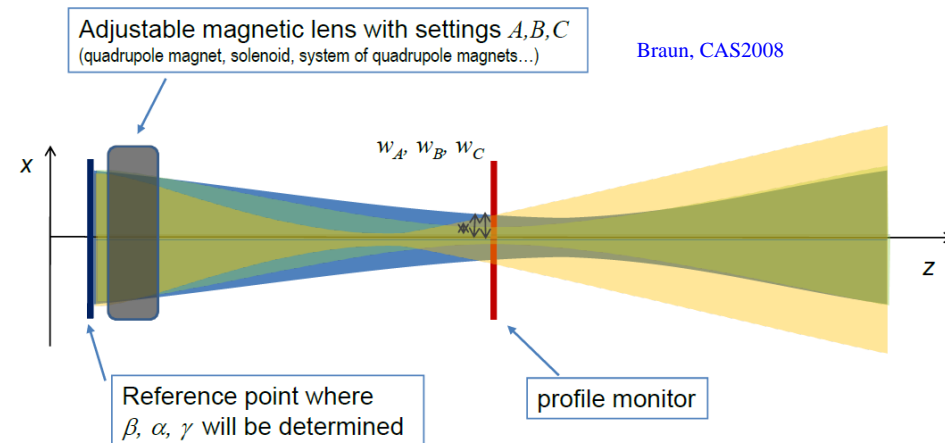 Adjustable magnetic lens with settings A,B,C
(quadrupole magnet, solenoid, system of quadrupole magnets…)
Braun, CAS2008
x
w_A, w_B, w_C
z
Reference point where
β, α, γ will be determined
profile monitor